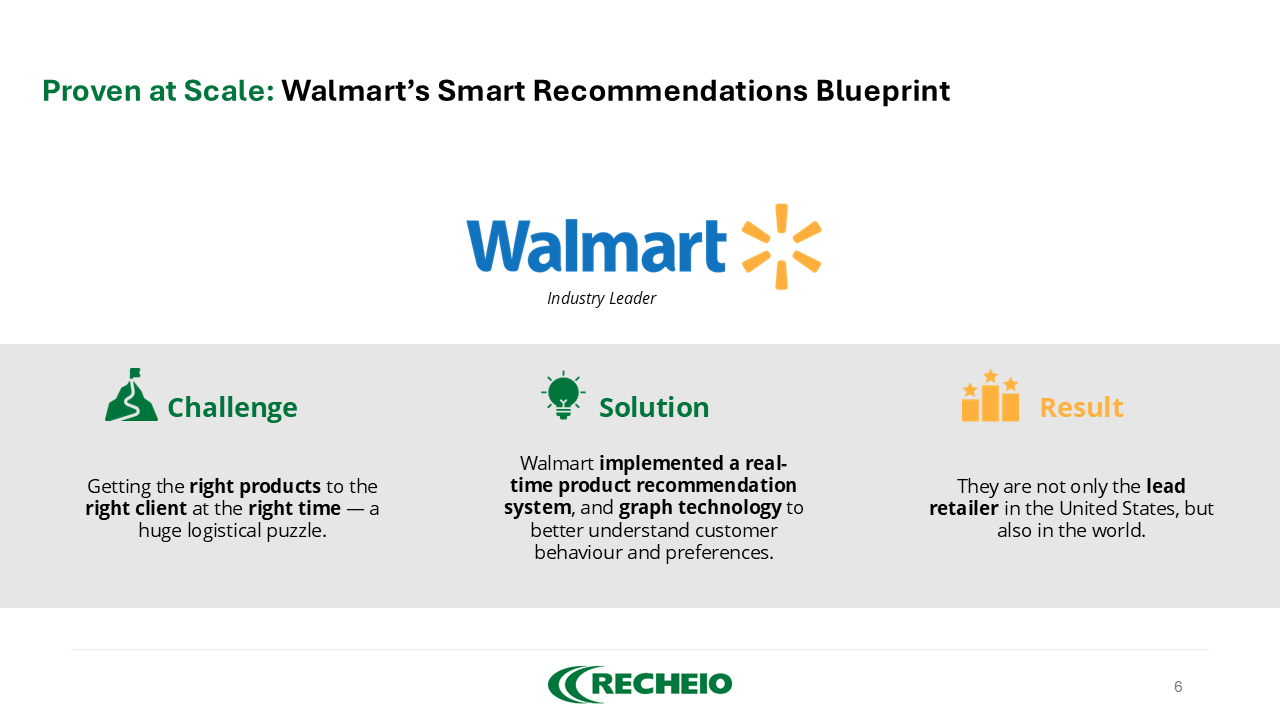 Proven at Scale: Walmart’s Smart Recommendations Blueprint
Walmart
Industry Leader
Challenge
Getting the right products to the
right client at the right time — a
huge logistical puzzle.
Solution
Walmart implemented a real-
time product recommendation
system, and graph technology to
better understand customer
behaviour and preferences.
Result
They are not only the lead
retailer in the United States, but
also in the world.
RECHEIO
6